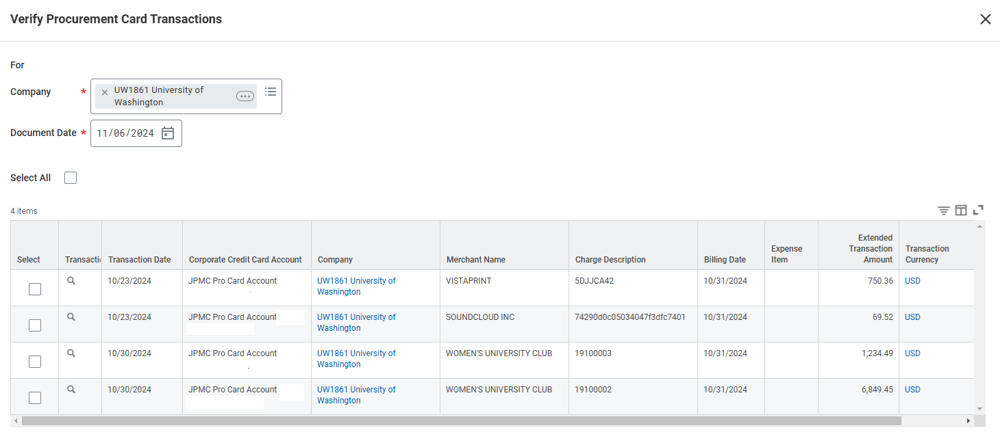 Verify Procurement Card Transactions
For
Company * UW1861 University of
Washington
Document Date * 11/06/2024
Select All
4 items
Select Transacti Transaction Date Corporate Credit Card Account Company Merchant Name Charge Description Billing Date Expense Item Extended Transaction Amount Transaction Currency
10/23/2024 JPMC Pro Card Account UW1861 University of Washington VISTAPRINT 5DJJCA42 10/31/2024 750.36 USD
10/23/2024 JPMC Pro Card Account UW1861 University of Washington SOUNDCLOUD INC 74290d0c05034047f3dfc7401 10/31/2024 69.52 USD
10/30/2024 JPMC Pro Card Account UW1861 University of Washington WOMEN'S UNIVERSITY CLUB 19100003 10/31/2024 1,234.49 USD
10/30/2024 JPMC Pro Card Account UW1861 University of Washington WOMEN'S UNIVERSITY CLUB 19100002 10/31/2024 6,849.45 USD